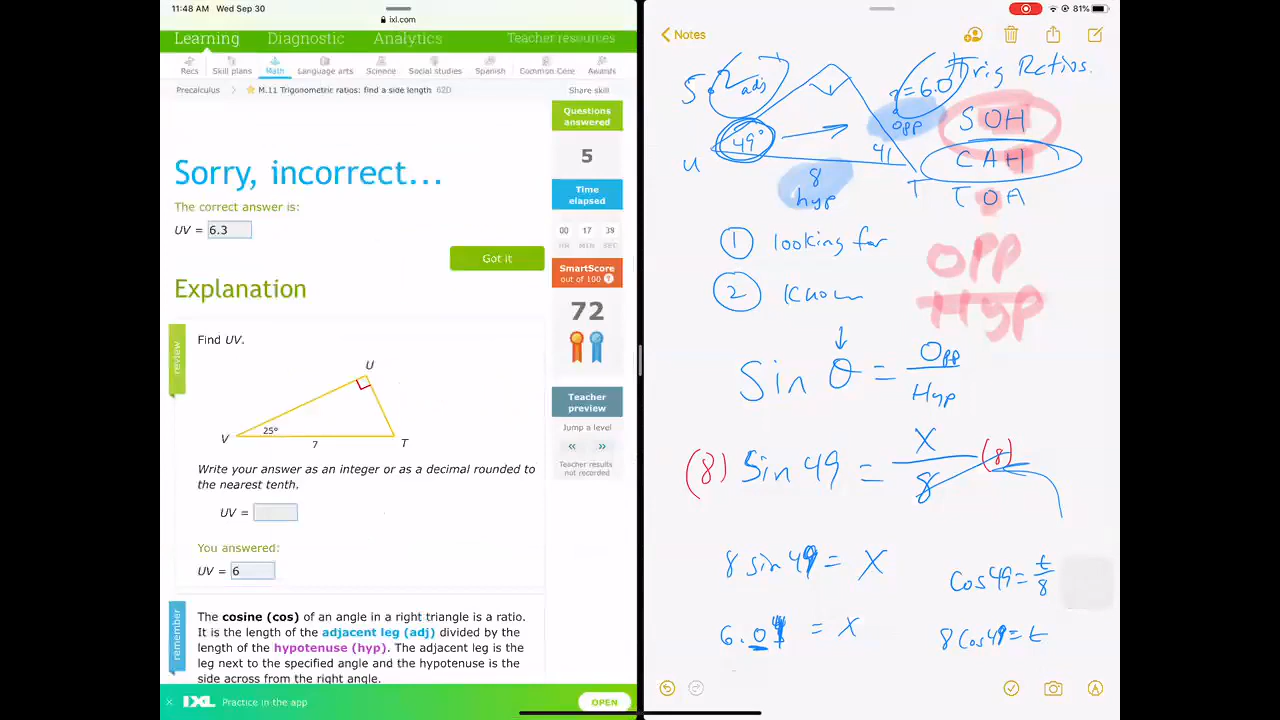 11:48 AM Wed Sep 30
81%
ixl.com
Learning Diagnostic Analytics Teacher resources
Recs Skill plans Math Language arts Science Social studies Spanish Common Core Awards
Precalculus > M.11 Trigonometric ratios: find a side length 62D
Share skill
Sorry, incorrect...
The correct answer is:
UV = 6.3
Got it
Explanation
review
Find UV.
U
V
25°
7
T
Write your answer as an integer or as a decimal rounded to
the nearest tenth.
UV =
You answered:
UV = 6
remember
The cosine (cos) of an angle in a right triangle is a ratio.
It is the length of the adjacent leg (adj) divided by the
length of the hypotenuse (hyp). The adjacent leg is the
leg next to the specified angle and the hypotenuse is the
side across from the right angle.
Questions
answered
5
Time
elapsed
00 17 39
HR MIN SEC
SmartScore
out of 100 ?
72
Teacher
preview
Jump a level
<< >>
Teacher results
not recorded
× IXL Practice in the app OPEN
Notes
adj
= 6.0
Trig Ratios.
opp
SOH
49°
41
CAH
u
8
hyp
T
TOA
1 looking for
2 Known
opp
Hyp
Sin θ = Opp
Hyp
(8) Sin 49 = X
8 (8)
8 sin 49 = X
Cos 49 = t/8
= X
8 cos 49 = t